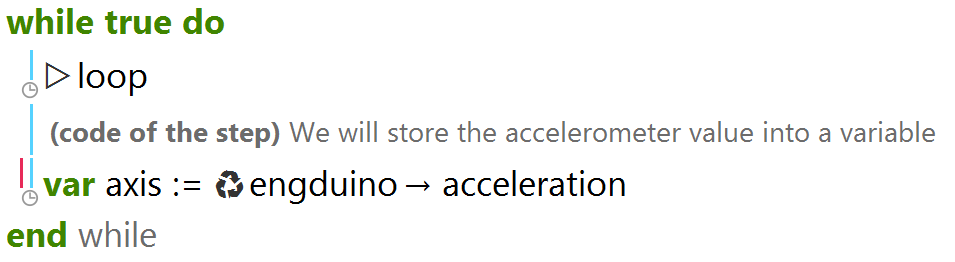 while true do
▷ loop
(code of the step) We will store the accelerometer value into a variable
var axis := ♻ engduino → acceleration
end while